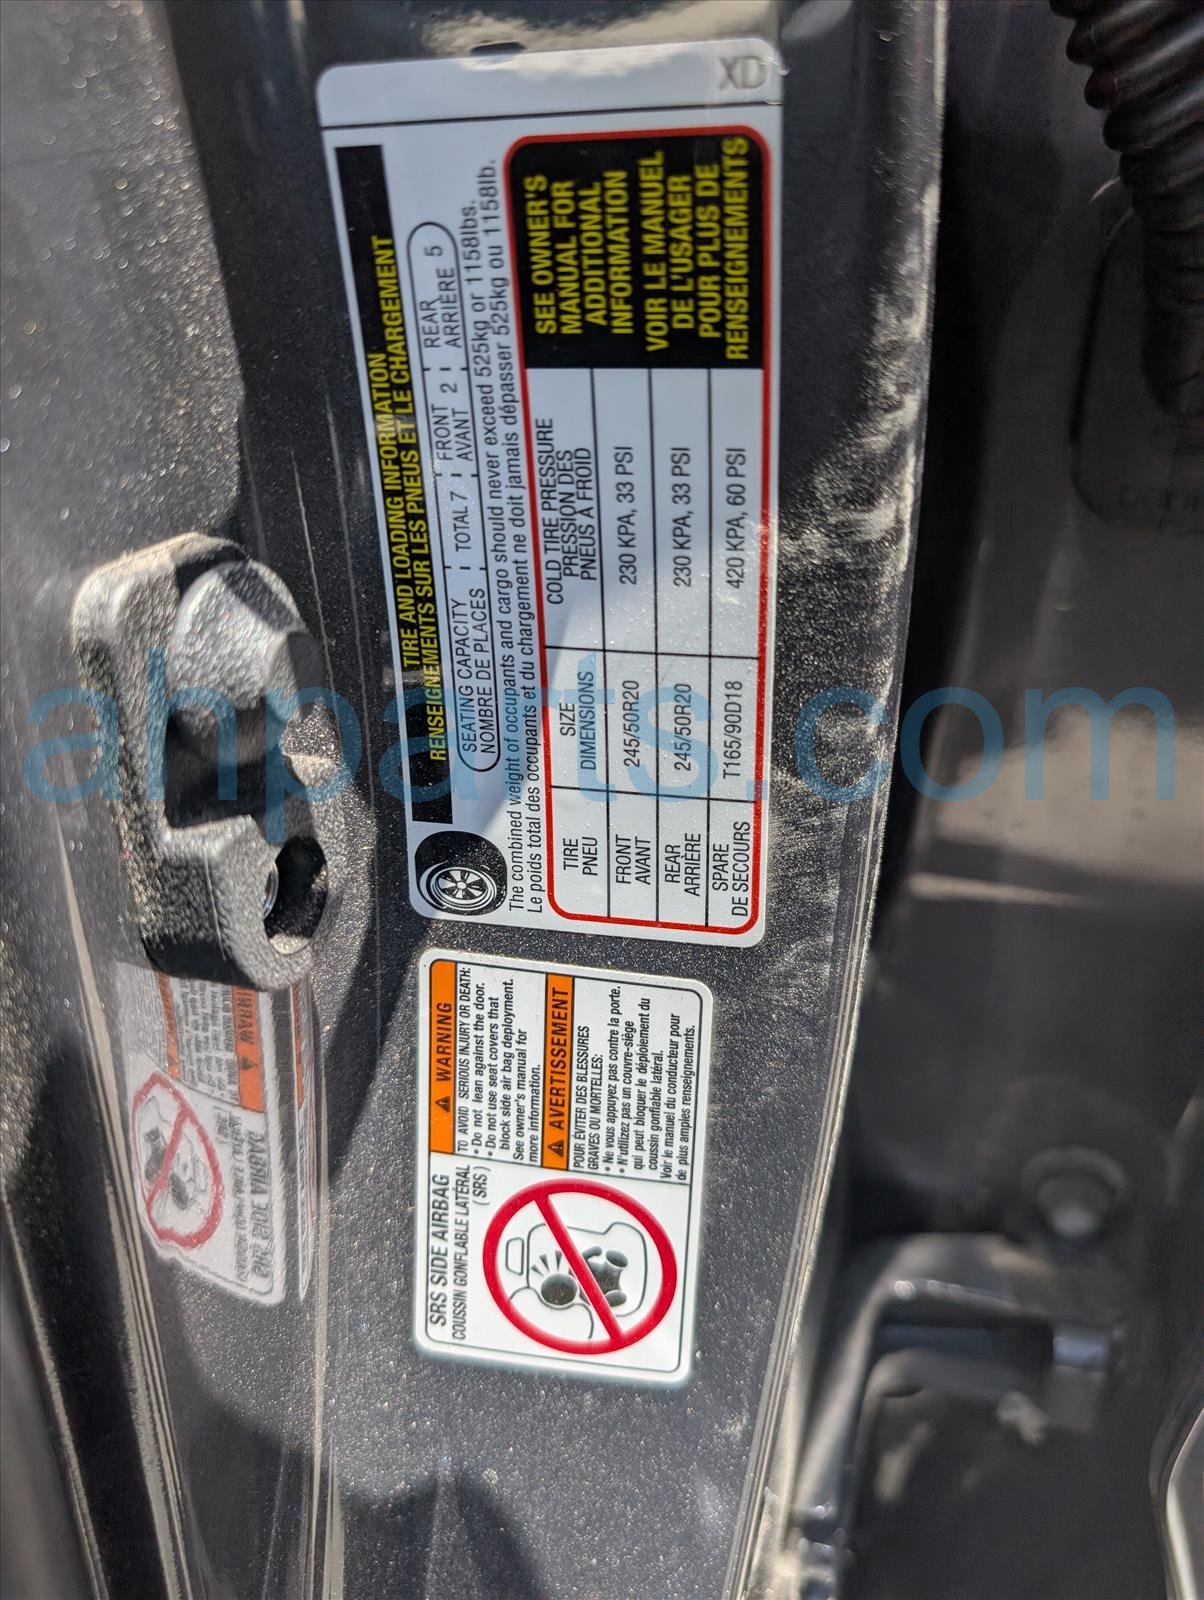 XD
TIRE AND LOADING INFORMATION
RENSEIGNEMENTS SUR LES PNEUS ET LE CHARGEMENT
SEATING CAPACITY TOTAL 7 FRONT 2 REAR 5
NOMBRE DE PLACES AVANT ARRIÈRE
The combined weight of occupants and cargo should never exceed 525kg or 1158lbs.
Le poids total des occupants et du chargement ne doit jamais dépasser 525kg ou 1158lb.
TIRE
PNEU
SIZE
DIMENSIONS
COLD TIRE PRESSURE
PRESSION DES
PNEUS À FROID
FRONT
AVANT
245/50R20
230 KPA, 33 PSI
REAR
ARRIÈRE
245/50R20
230 KPA, 33 PSI
SPARE
DE SECOURS
T165/90D18
420 KPA, 60 PSI
SEE OWNER'S
MANUAL FOR
ADDITIONAL
INFORMATION
VOIR LE MANUEL
DE L'USAGER
POUR PLUS DE
RENSEIGNEMENTS
SRS SIDE AIRBAG
COUSSIN GONFLABLE LATÉRAL
(SRS)
WARNING
TO AVOID SERIOUS INJURY OR DEATH:
• Do not lean against the door.
• Do not use seat covers that
block side air bag deployment.
See owner's manual for
more information.
AVERTISSEMENT
POUR ÉVITER DES BLESSURES
GRAVES OU MORTELLES:
• Ne vous appuyez pas contre la porte.
• N'utilizez pas un couvre-siège
qui peut bloquer le déploiement du
coussin gonflable latéral.
Voir le manuel du conducteur pour
de plus amples renseignements.
ahparts.com